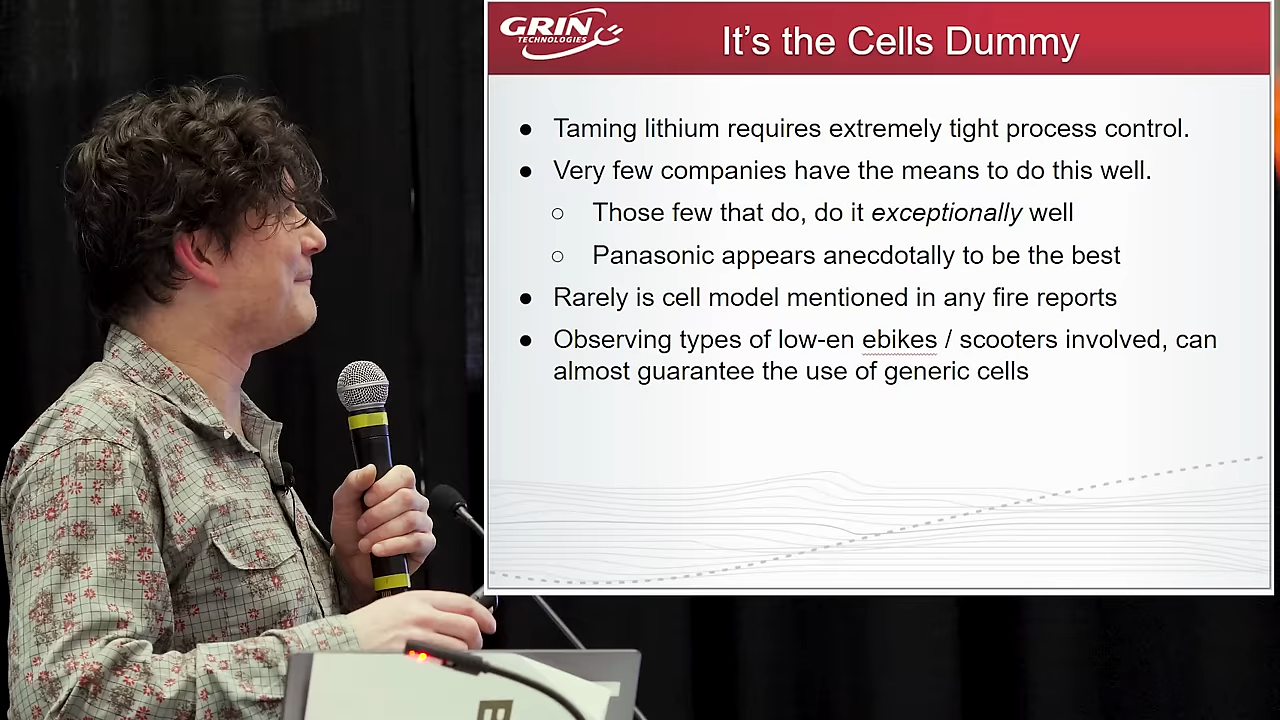 GRIN
TECHNOLOGIES
It's the Cells Dummy
● Taming lithium requires extremely tight process control.
● Very few companies have the means to do this well.
○ Those few that do, do it exceptionally well
○ Panasonic appears anecdotally to be the best
● Rarely is cell model mentioned in any fire reports
● Observing types of low-en ebikes / scooters involved, can
almost guarantee the use of generic cells